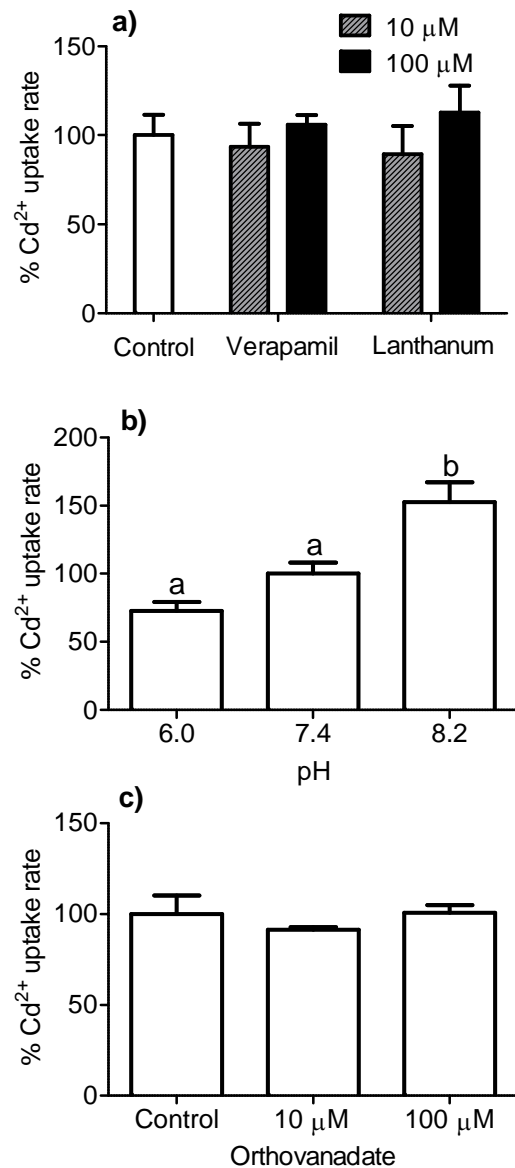 a)
10 μM
100 μM
% Cd²⁺ uptake rate
150
100
50
0
Control Verapamil Lanthanum
b)
% Cd²⁺ uptake rate
200
150
100
50
0
a
a
b
6.0 7.4 8.2
pH
c)
% Cd²⁺ uptake rate
150
100
50
0
Control 10 μM 100 μM
Orthovanadate